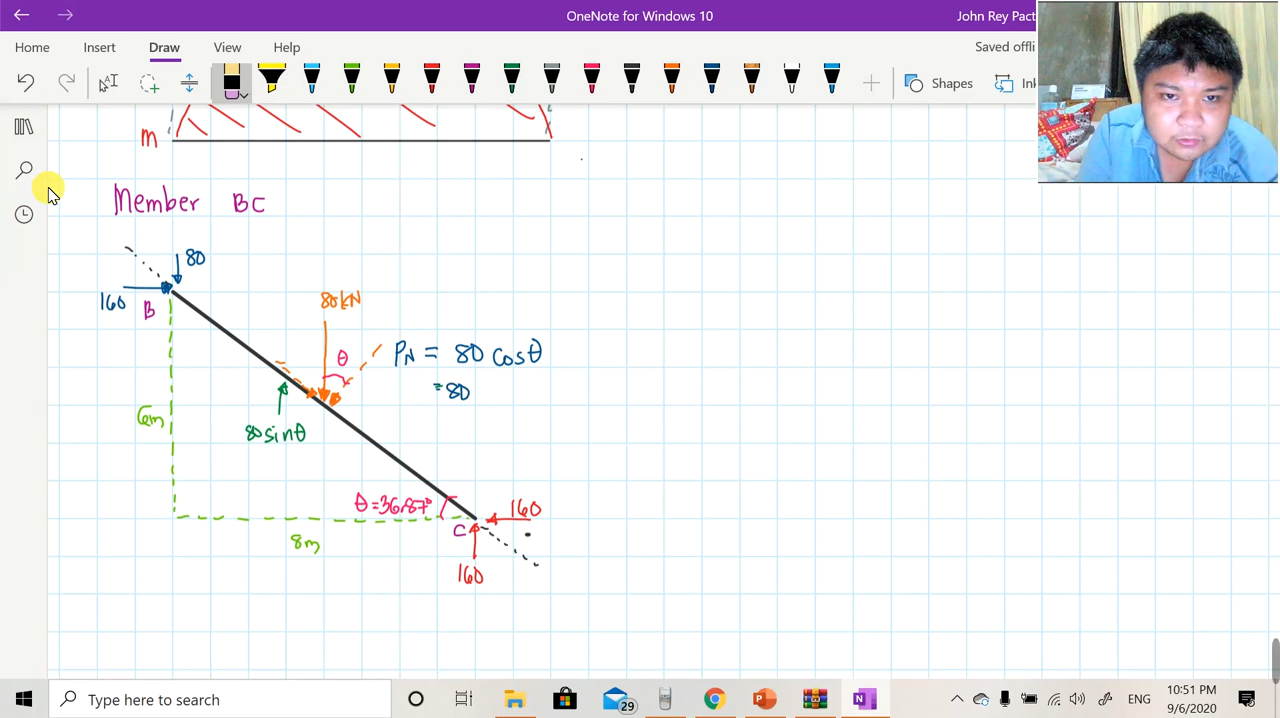 OneNote for Windows 10
John Rey Pact
Home
Insert
Draw
View
Help
Saved offli
Shapes
Ink
M
Member BC
80
160
B
80kN
θ
PN = 80 cosθ
= 80
6m
80sinθ
θ = 36.87°
160
C
8m
160
Type here to search
29
ENG
10:51 PM
9/6/2020